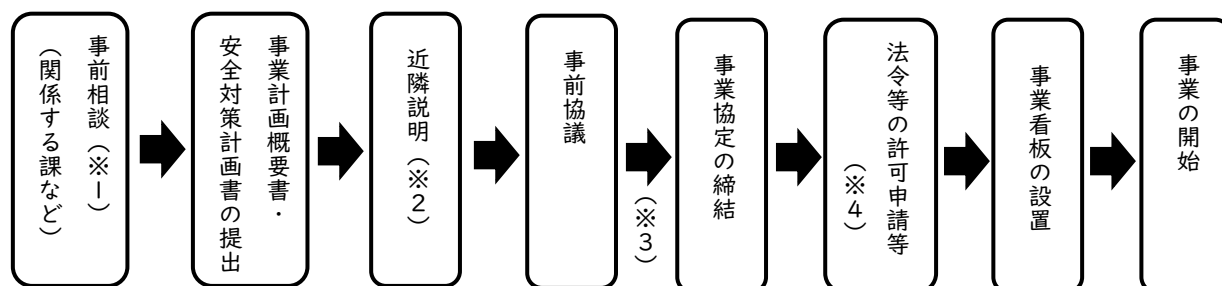 事前相談（※1）
（関係する課など）
事業計画概要書・
安全対策計画書の提出
近隣説明（※2）
事前協議
（※3）
事業協定の締結
法令等の許可申請等
（※4）
事業看板の設置
事業の開始